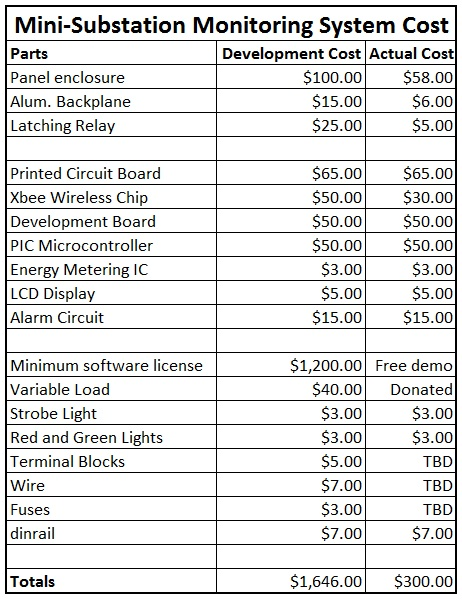 Mini-Substation Monitoring System Cost
Parts Development Cost Actual Cost
Panel enclosure $100.00 $58.00
Alum. Backplane $15.00 $6.00
Latching Relay $25.00 $5.00
Printed Circuit Board $65.00 $65.00
Xbee Wireless Chip $50.00 $30.00
Development Board $50.00 $50.00
PIC Microcontroller $50.00 $50.00
Energy Metering IC $3.00 $3.00
LCD Display $5.00 $5.00
Alarm Circuit $15.00 $15.00
Minimum software license $1,200.00 Free demo
Variable Load $40.00 Donated
Strobe Light $3.00 $3.00
Red and Green Lights $3.00 $3.00
Terminal Blocks $5.00 TBD
Wire $7.00 TBD
Fuses $3.00 TBD
dinrail $7.00 $7.00
Totals $1,646.00 $300.00